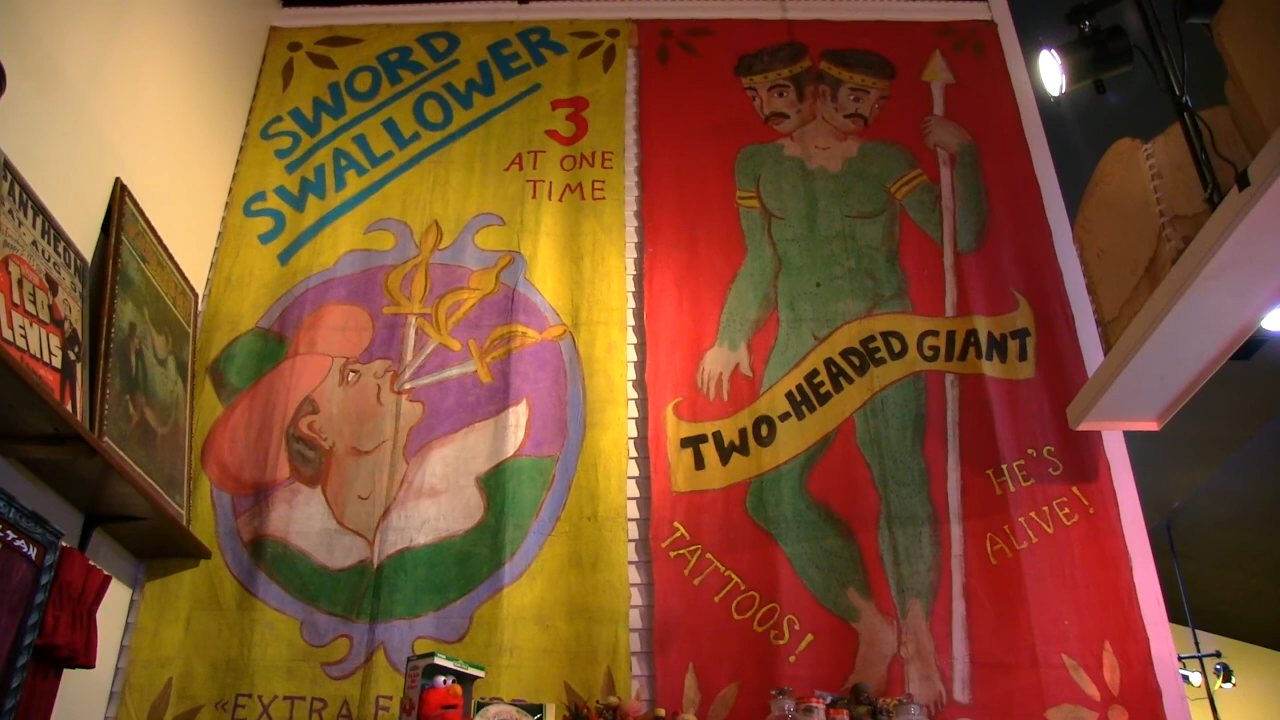 SWORD
SWALLOWER
3
AT ONE
TIME
"EXTRA
TWO-HEADED GIANT
HE'S
ALIVE!
TATTOOS!
PANTHEON
TED
LEWIS